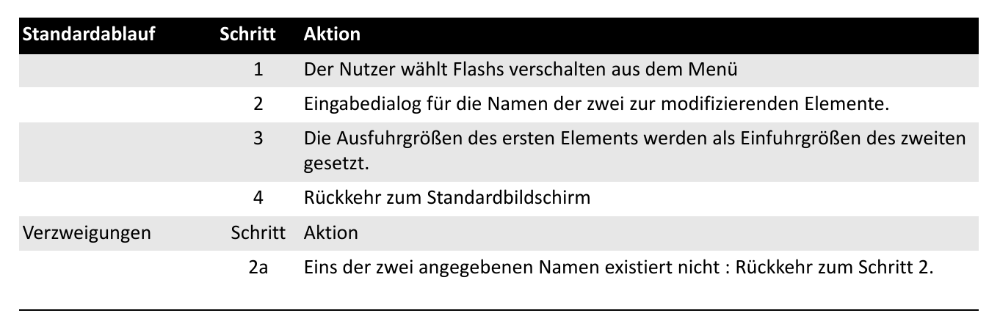 Standardablauf Schritt Aktion
1 Der Nutzer wählt Flashs verschalten aus dem Menü
2 Eingabedialog für die Namen der zwei zur modifizierenden Elemente.
3 Die Ausfuhrgrößen des ersten Elements werden als Einfuhrgrößen des zweiten
gesetzt.
4 Rückkehr zum Standardbildschirm
Verzweigungen Schritt Aktion
2a Eins der zwei angegebenen Namen existiert nicht : Rückkehr zum Schritt 2.